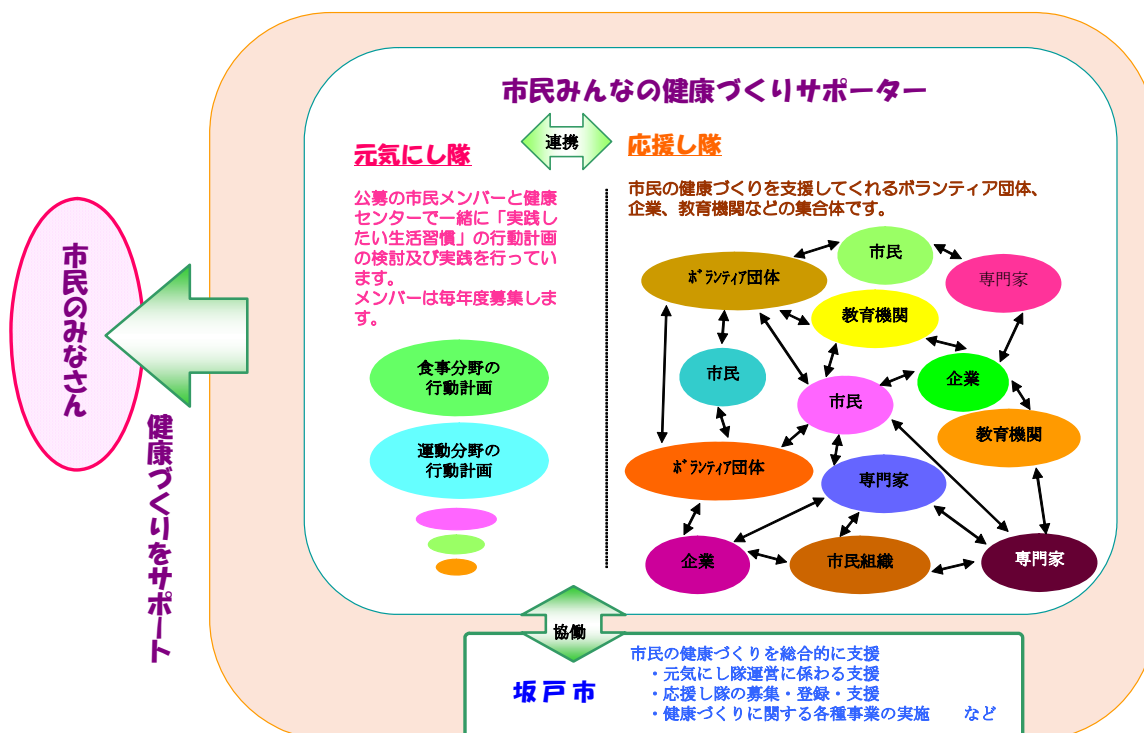 市民みんなの健康づくりサポーター
連携
元気にし隊
公募の市民メンバーと健康
センターで一緒に「実践し
たい生活習慣」の行動計画
の検討及び実践を行ってい
ます。
メンバーは毎年度募集しま
す。
食事分野の
行動計画
運動分野の
行動計画
応援し隊
市民の健康づくりを支援してくれるボランティア団体、
企業、教育機関などの集合体です。
市民
ﾎﾞﾗﾝﾃｨｱ団体
専門家
教育機関
市民
企業
市民
教育機関
ﾎﾞﾗﾝﾃｨｱ団体
専門家
企業
市民組織
専門家
市民のみなさん
健康づくりをサポート
協働
坂戸市
市民の健康づくりを総合的に支援
・元気にし隊運営に係わる支援
・応援し隊の募集・登録・支援
・健康づくりに関する各種事業の実施　　など